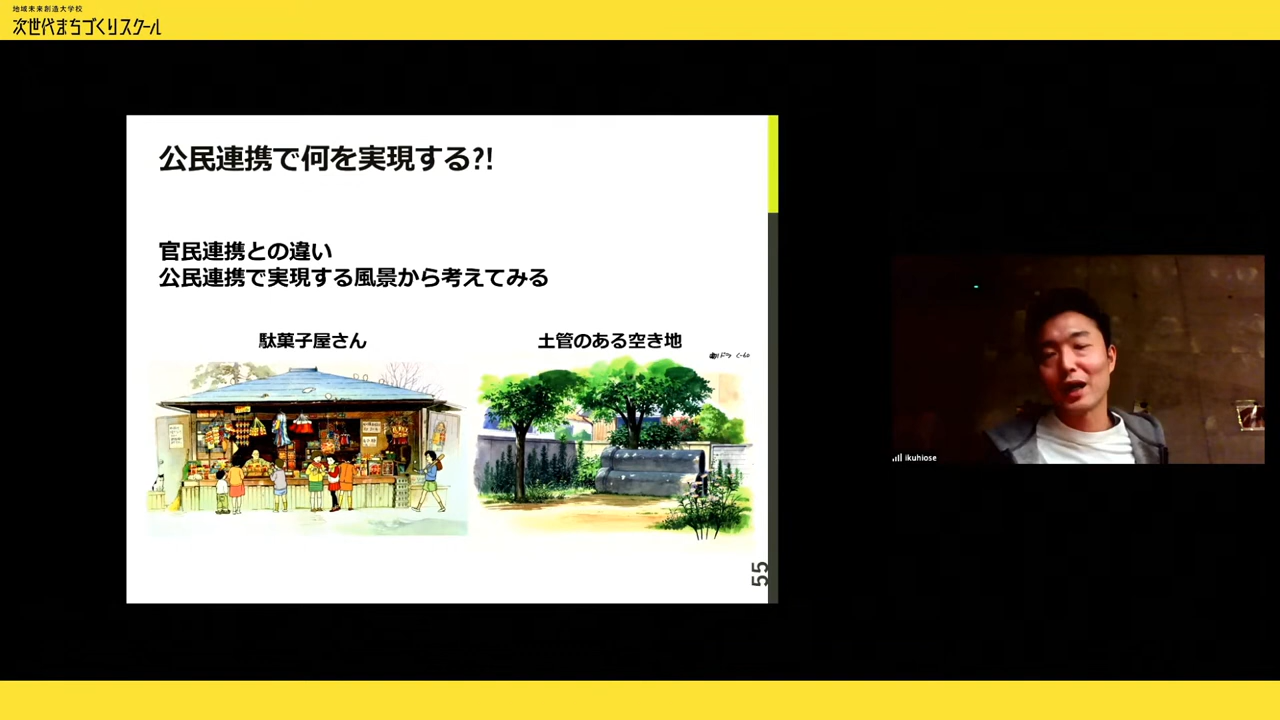 地域未来創造大学校
次世代まちづくりスクール
公民連携で何を実現する?!
官民連携との違い
公民連携で実現する風景から考えてみる
駄菓子屋さん
土管のある空き地
55
ikuhiose